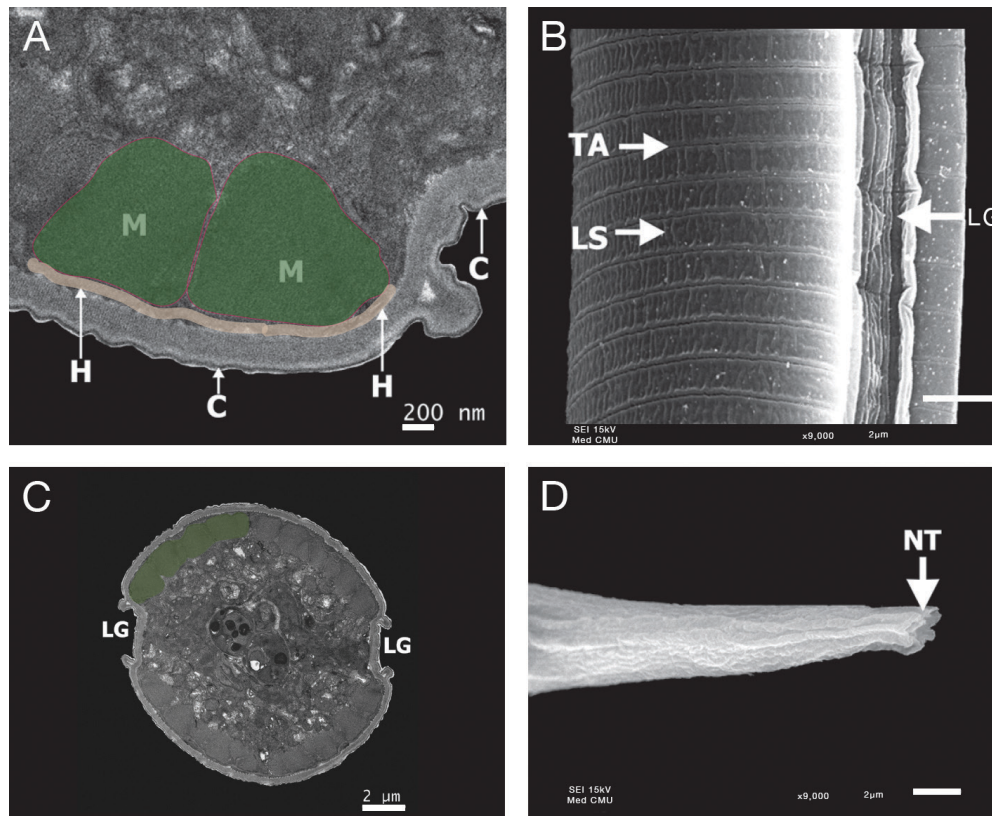 A
M
M
C
H
C
H
200 nm
B
TA
LS
LG
SEI 15kV
Med CMU
x9,000
2μm
C
LG
LG
2 μm
D
NT
SEI 15kV
Med CMU
x9,000
2μm